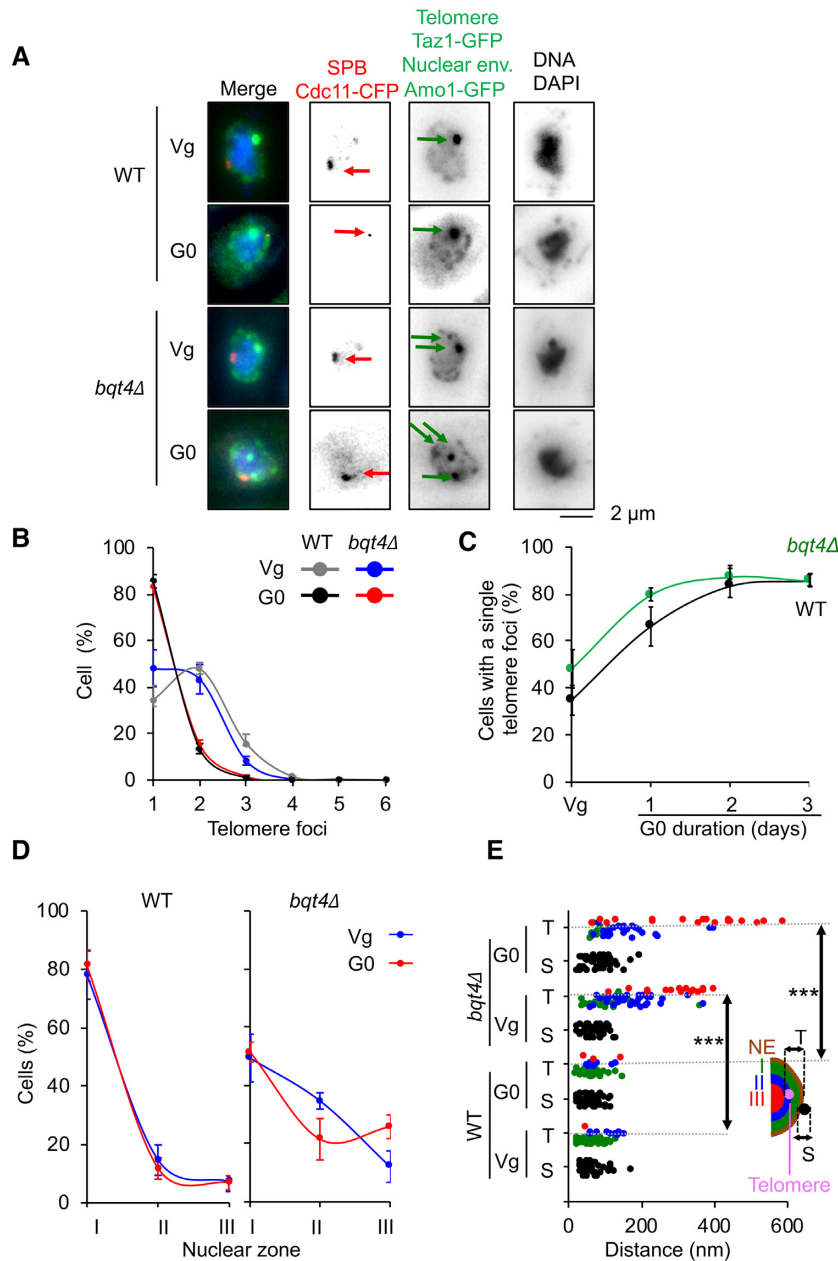 A
Merge
SPB
Cdc11-CFP
Telomere
Taz1-GFP
Nuclear env.
Amo1-GFP
DNA
DAPI
WT
Vg
G0
bqt4Δ
Vg
G0
2 µm
B
WT bqt4Δ
Vg
G0
Cell (%)
100
80
60
40
20
0
1 2 3 4 5 6
Telomere foci
C
bqt4Δ
WT
Cells with a single
telomere foci (%)
100
80
60
40
20
0
Vg 1 2 3
G0 duration (days)
D
WT
bqt4Δ
Vg
G0
Cells (%)
100
80
60
40
20
0
I II III
I II III
Nuclear zone
E
bqt4Δ
G0
T
S
Vg
T
S
WT
G0
T
S
Vg
T
S
***
***
NE
I
II
III
T
S
Telomere
0 200 400 600
Distance (nm)